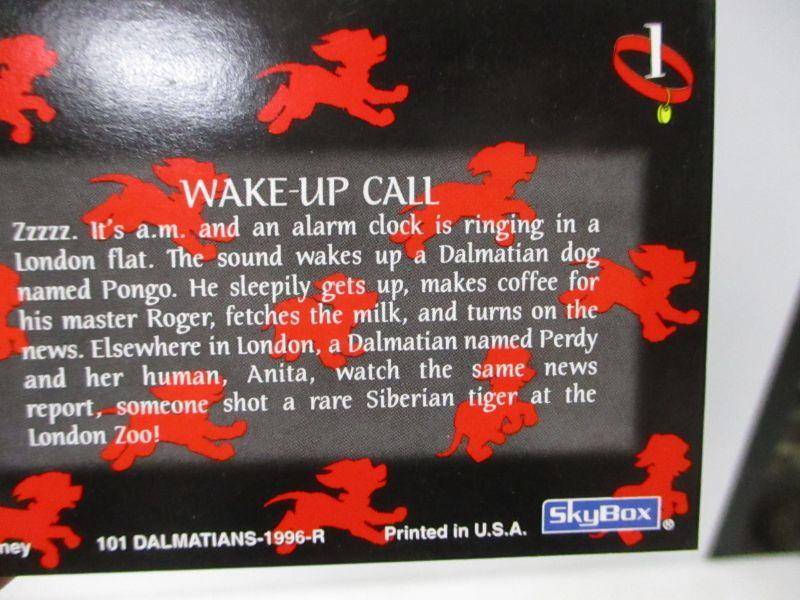 1
WAKE-UP CALL
Zzzzz. It's a.m. and an alarm clock is ringing in a
London flat. The sound wakes up a Dalmatian dog
named Pongo. He sleepily gets up, makes coffee for
his master Roger, fetches the milk, and turns on the
news. Elsewhere in London, a Dalmatian named Perdy
and her human, Anita, watch the same news
report, someone shot a rare Siberian tiger at the
London Zoo!
ney 101 DALMATIANS-1996-R Printed in U.S.A. SkyBox ®